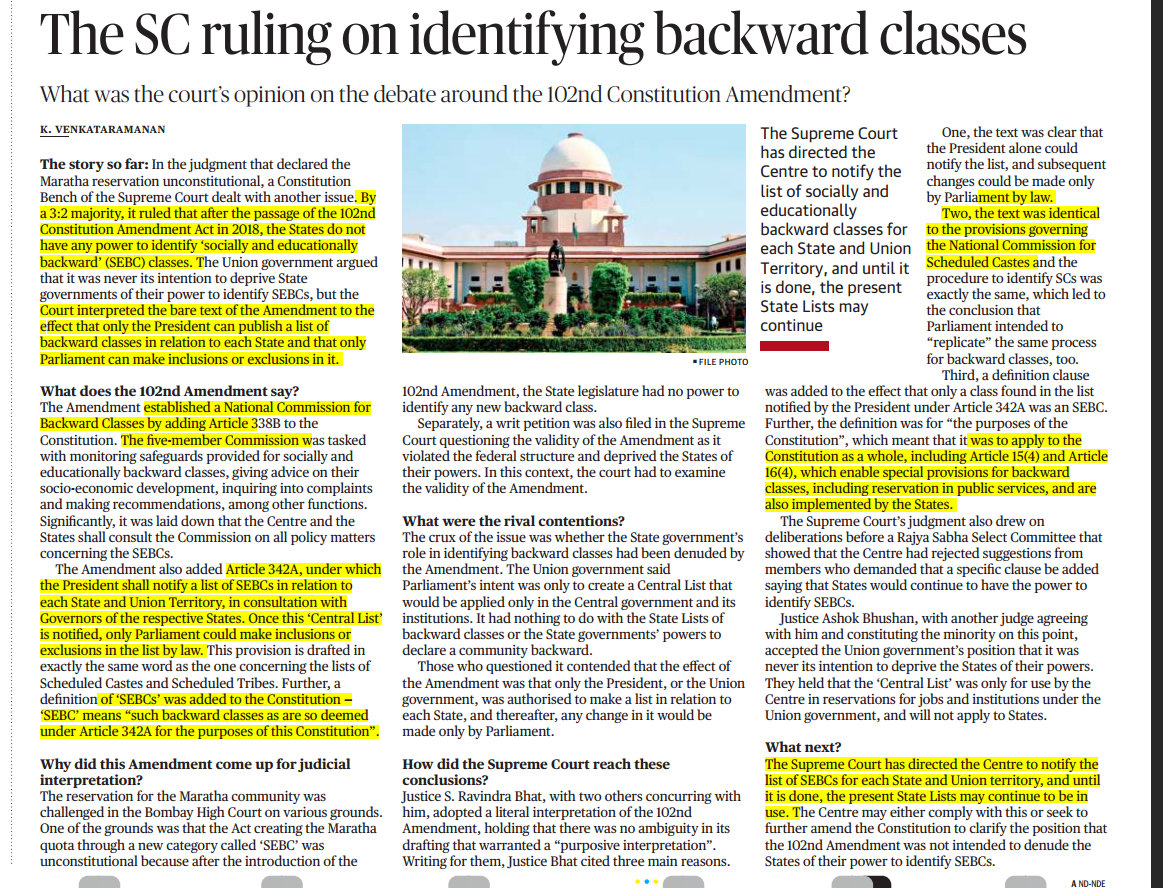 The SC ruling on identifying backward classes
What was the court's opinion on the debate around the 102nd Constitution Amendment?
K. VENKATARAMANAN
The story so far: In the judgment that declared the
Maratha reservation unconstitutional, a Constitution
Bench of the Supreme Court dealt with another issue. By
a 3:2 majority, it ruled that after the passage of the 102nd
Constitution Amendment Act in 2018, the States do not
have any power to identify 'socially and educationally
backward' (SEBC) classes. The Union government argued
that it was never its intention to deprive State
governments of their power to identify SEBCs, but the
Court interpreted the bare text of the Amendment to the
effect that only the President can publish a list of
backward classes in relation to each State and that only
Parliament can make inclusions or exclusions in it.
What does the 102nd Amendment say?
The Amendment established a National Commission for
Backward Classes by adding Article 338B to the
Constitution. The five-member Commission was tasked
with monitoring safeguards provided for socially and
educationally backward classes, giving advice on their
socio-economic development, inquiring into complaints
and making recommendations, among other functions.
Significantly, it was laid down that the Centre and the
States shall consult the Commission on all policy matters
concerning the SEBCs.
The Amendment also added Article 342A, under which
the President shall notify a list of SEBCs in relation to
each State and Union Territory, in consultation with
Governors of the respective States. Once this 'Central List'
is notified, only Parliament could make inclusions or
exclusions in the list by law. This provision is drafted in
exactly the same word as the one concerning the lists of
Scheduled Castes and Scheduled Tribes. Further, a
definition of 'SEBCs' was added to the Constitution –
'SEBC' means "such backward classes as are so deemed
under Article 342A for the purposes of this Constitution".
Why did this Amendment come up for judicial
interpretation?
The reservation for the Maratha community was
challenged in the Bombay High Court on various grounds.
One of the grounds was that the Act creating the Maratha
quota through a new category called 'SEBC' was
unconstitutional because after the introduction of the
FILE PHOTO
102nd Amendment, the State legislature had no power to
identify any new backward class.
Separately, a writ petition was also filed in the Supreme
Court questioning the validity of the Amendment as it
violated the federal structure and deprived the States of
their powers. In this context, the court had to examine
the validity of the Amendment.
What were the rival contentions?
The crux of the issue was whether the State government's
role in identifying backward classes had been denuded by
the Amendment. The Union government said
Parliament's intent was only to create a Central List that
would be applied only in the Central government and its
institutions. It had nothing to do with the State Lists of
backward classes or the State governments' powers to
declare a community backward.
Those who questioned it contended that the effect of
the Amendment was that only the President, or the Union
government, was authorised to make a list in relation to
each State, and thereafter, any change in it would be
made only by Parliament.
How did the Supreme Court reach these
conclusions?
Justice S. Ravindra Bhat, with two others concurring with
him, adopted a literal interpretation of the 102nd
Amendment, holding that there was no ambiguity in its
drafting that warranted a "purposive interpretation".
Writing for them, Justice Bhat cited three main reasons.
The Supreme Court
has directed the
Centre to notify the
list of socially and
educationally
backward classes for
each State and Union
Territory, and until it
is done, the present
State Lists may
continue
One, the text was clear that
the President alone could
notify the list, and subsequent
changes could be made only
by Parliament by law.
Two, the text was identical
to the provisions governing
the National Commission for
Scheduled Castes and the
procedure to identify SCs was
exactly the same, which led to
the conclusion that
Parliament intended to
"replicate" the same process
for backward classes, too.
Third, a definition clause
was added to the effect that only a class found in the list
notified by the President under Article 342A was an SEBC.
Further, the definition was for "the purposes of the
Constitution", which meant that it was to apply to the
Constitution as a whole, including Article 15(4) and Article
16(4), which enable special provisions for backward
classes, including reservation in public services, and are
also implemented by the States.
The Supreme Court's judgment also drew on
deliberations before a Rajya Sabha Select Committee that
showed that the Centre had rejected suggestions from
members who demanded that a specific clause be added
saying that States would continue to have the power to
identify SEBCs.
Justice Ashok Bhushan, with another judge agreeing
with him and constituting the minority on this point,
accepted the Union government's position that it was
never its intention to deprive the States of their powers.
They held that the 'Central List' was only for use by the
Centre in reservations for jobs and institutions under the
Union government, and will not apply to States.
What next?
The Supreme Court has directed the Centre to notify the
list of SEBCs for each State and Union territory, and until
it is done, the present State Lists may continue to be in
use. The Centre may either comply with this or seek to
further amend the Constitution to clarify the position that
the 102nd Amendment was not intended to denude the
States of their power to identify SEBCs.
A ND-NDE